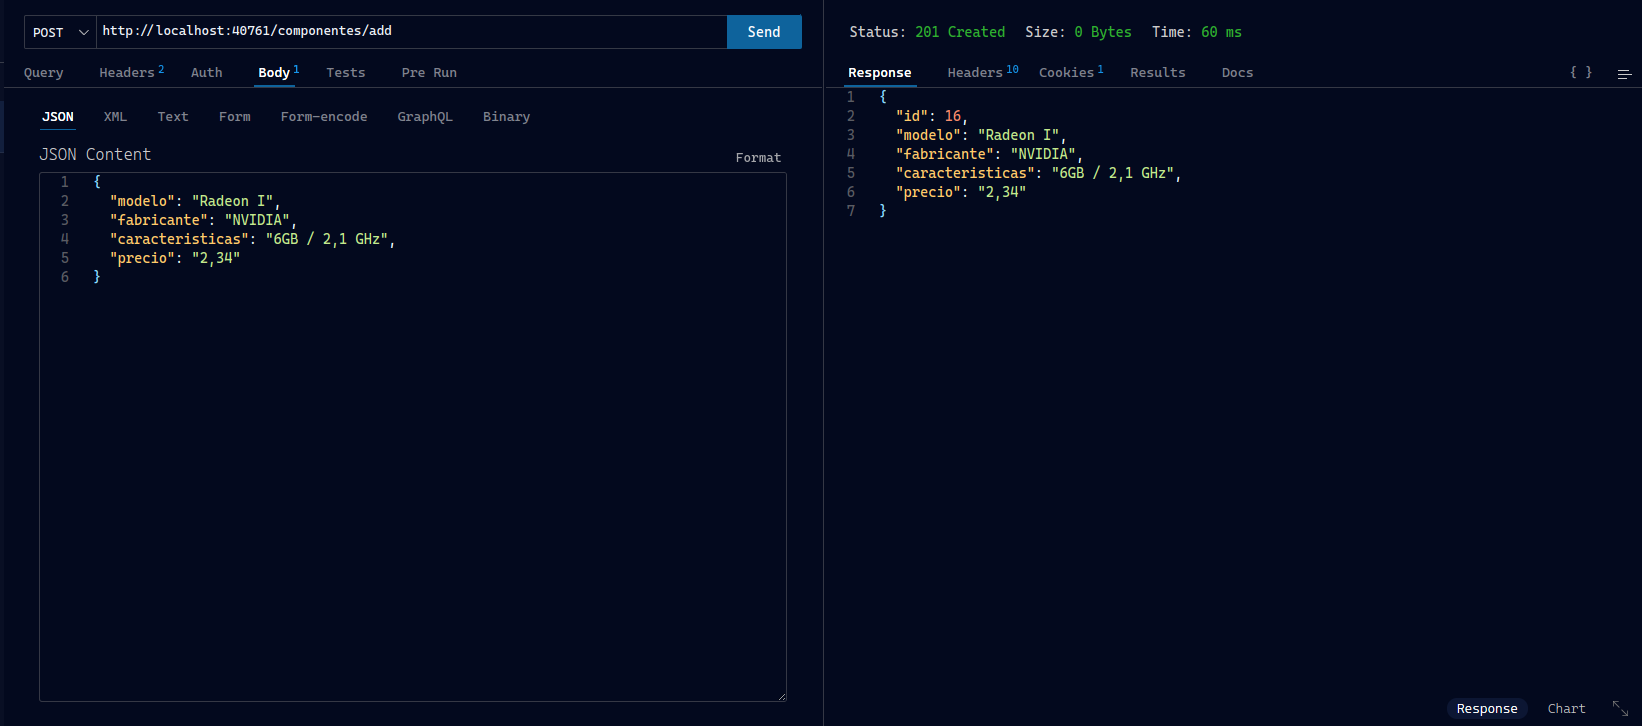 POST http://localhost:40761/componentes/add Send
Query Headers 2 Auth Body 1 Tests Pre Run
JSON XML Text Form Form-encode GraphQL Binary
JSON Content Format
1 {
2 "modelo": "Radeon I",
3 "fabricante": "NVIDIA",
4 "caracteristicas": "6GB / 2,1 GHz",
5 "precio": "2,34"
6 }
Status: 201 Created Size: 0 Bytes Time: 60 ms
Response Headers 10 Cookies 1 Results Docs { }
1 {
2 "id": 16,
3 "modelo": "Radeon I",
4 "fabricante": "NVIDIA",
5 "caracteristicas": "6GB / 2,1 GHz",
6 "precio": "2,34"
7 }
Response Chart